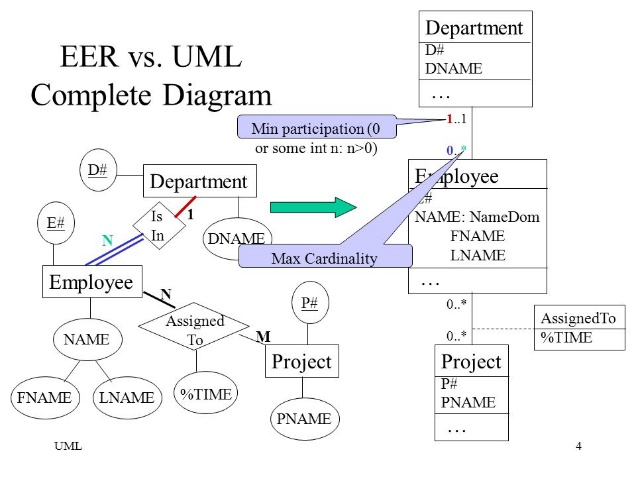 EER vs. UML
Complete Diagram
Department
D#
DNAME
…
1..1
Min participation (0
or some int n: n>0)
0..*
D#
Department
1
Is
In
E#
N
DNAME
Max Cardinality
Employee
E#
NAME: NameDom
FNAME
LNAME
…
Employee
N
Assigned
To
M
P#
Project
NAME
FNAME
LNAME
%TIME
PNAME
0..*
0..*
AssignedTo
%TIME
Project
P#
PNAME
…
UML
4